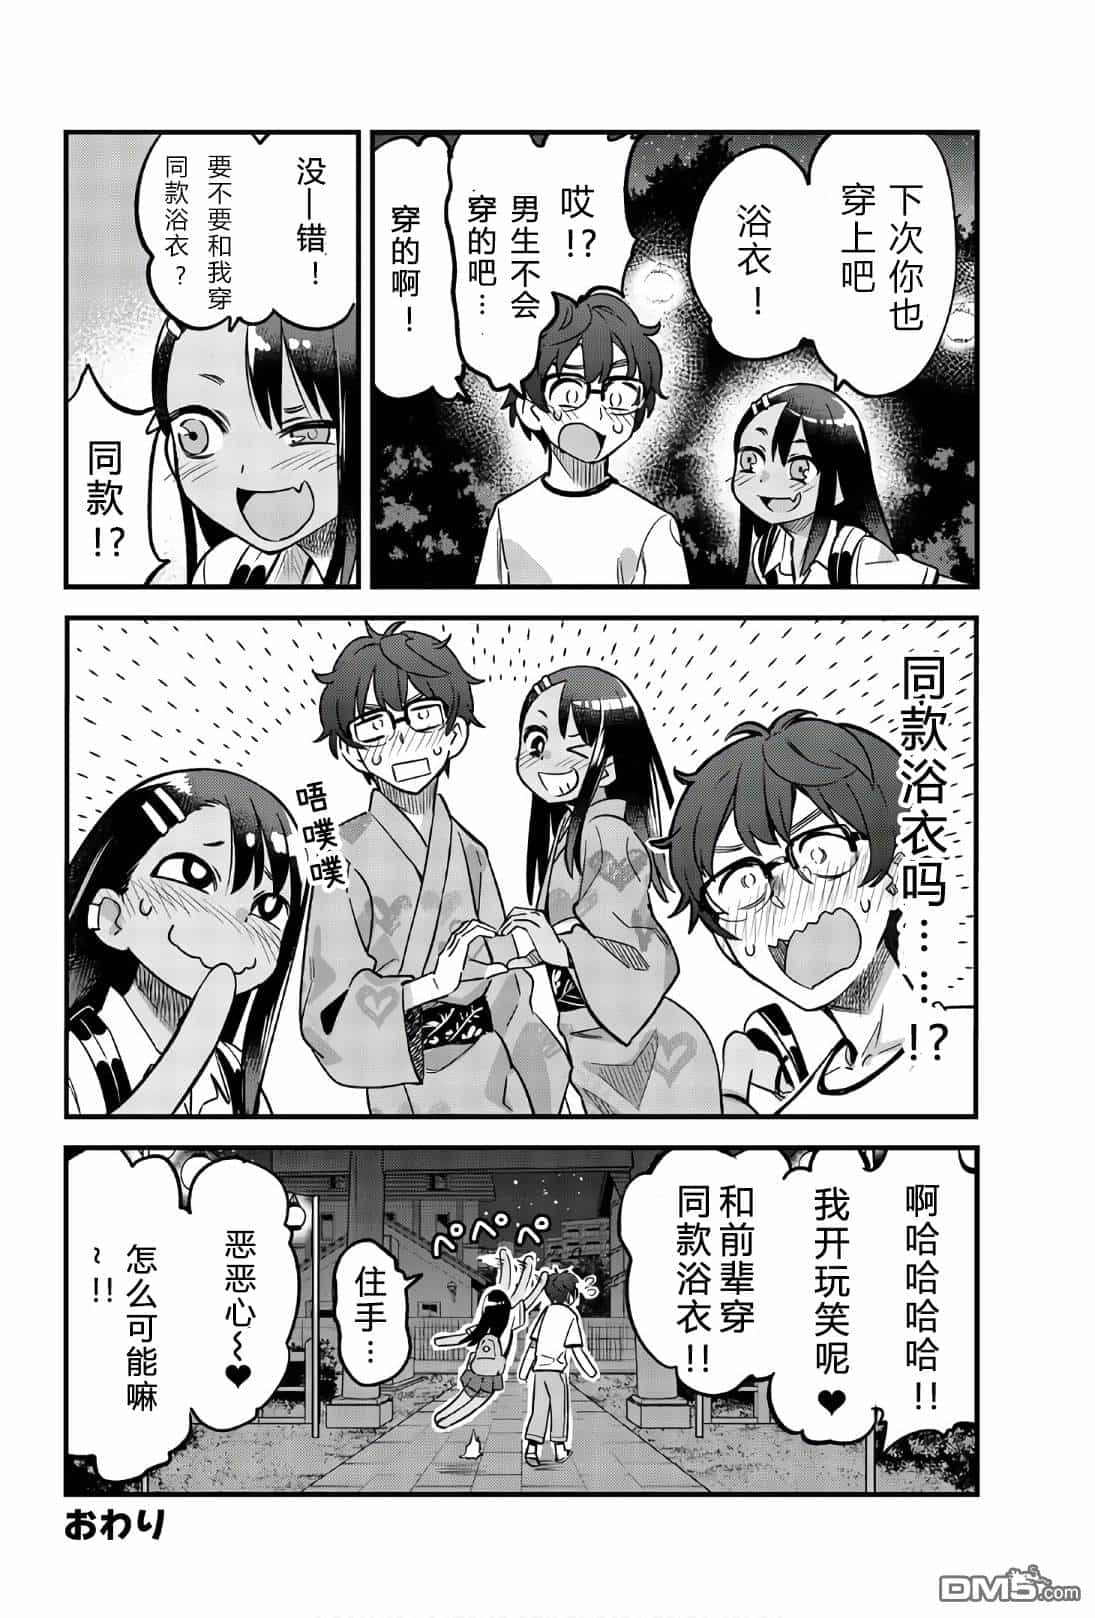 下次你也
穿上吧
浴衣！
哎!?
男生不会
穿的吧…
穿的啊！
没—错！
要不要和我穿
同款浴衣？
同款!?
同款浴衣吗……!?
唔噗噗
啊哈哈哈哈!!
我开玩笑呢♥
和前辈穿
同款浴衣!!
ぺぺぺ
住手…
恶恶心~♥
怎么可能嘛
~!!
おわり
DM5.com